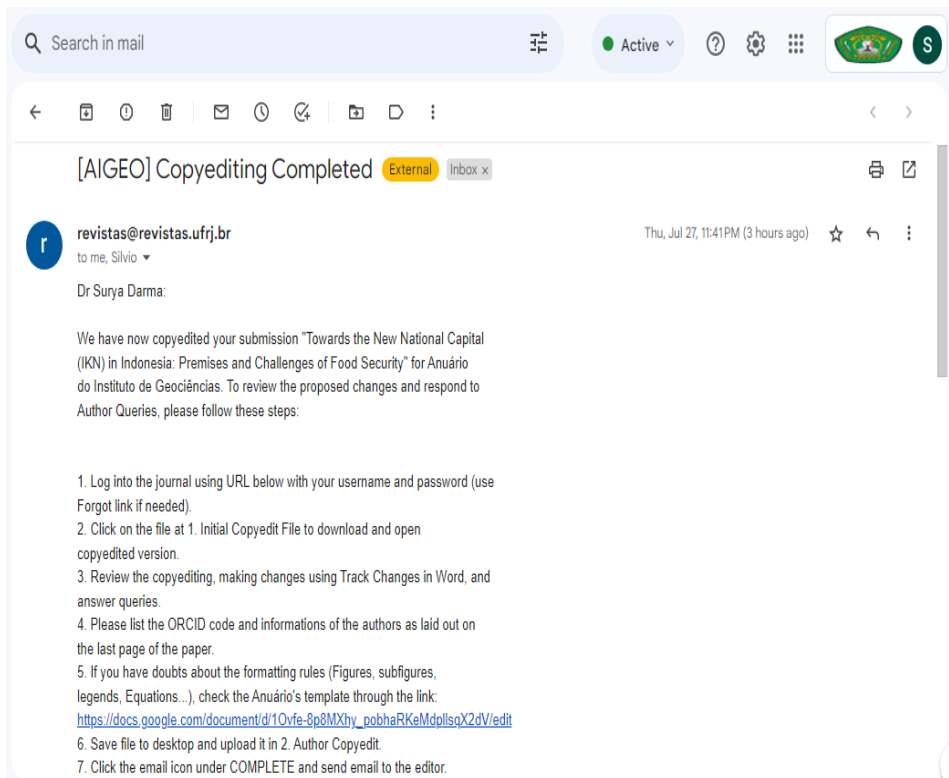 Search in mail
Active
S
[AIGEO] Copyediting Completed External Inbox x
r
revistas@revistas.ufrj.br
Thu, Jul 27, 11:41 PM (3 hours ago)
to me, Silvio
Dr Surya Darma:
We have now copyedited your submission "Towards the New National Capital
(IKN) in Indonesia: Premises and Challenges of Food Security" for Anuário
do Instituto de Geociências. To review the proposed changes and respond to
Author Queries, please follow these steps:
1. Log into the journal using URL below with your username and password (use
Forgot link if needed).
2. Click on the file at 1. Initial Copyedit File to download and open
copyedited version.
3. Review the copyediting, making changes using Track Changes in Word, and
answer queries.
4. Please list the ORCID code and informations of the authors as laid out on
the last page of the paper.
5. If you have doubts about the formatting rules (Figures, subfigures,
legends, Equations...), check the Anuário's template through the link:
https://docs.google.com/document/d/1Ovfe-8p8MXhy_pobhaRKeMdpllsqX2dV/edit
6. Save file to desktop and upload it in 2. Author Copyedit.
7. Click the email icon under COMPLETE and send email to the editor.